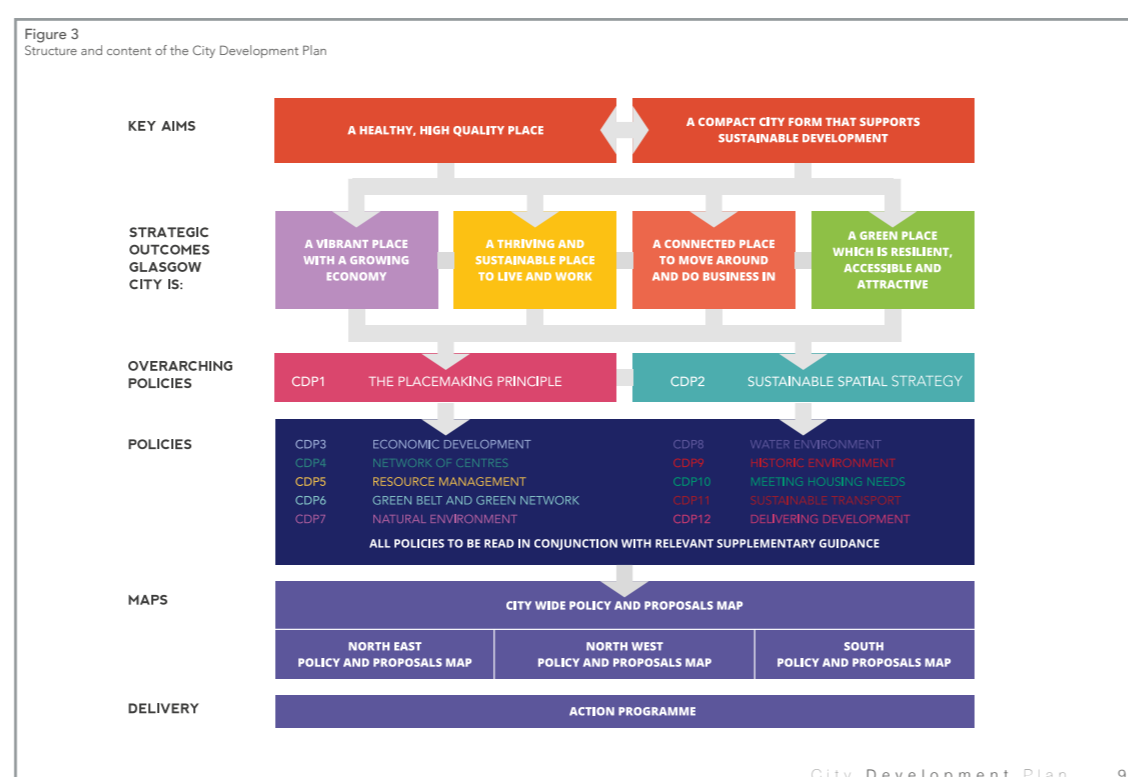 Figure 3
Structure and content of the City Development Plan
KEY AIMS
A HEALTHY, HIGH QUALITY PLACE
A COMPACT CITY FORM THAT SUPPORTS
SUSTAINABLE DEVELOPMENT
STRATEGIC
OUTCOMES
GLASGOW
CITY IS:
A VIBRANT PLACE
WITH A GROWING
ECONOMY
A THRIVING AND
SUSTAINABLE PLACE
TO LIVE AND WORK
A CONNECTED PLACE
TO MOVE AROUND
AND DO BUSINESS IN
A GREEN PLACE
WHICH IS RESILIENT,
ACCESSIBLE AND
ATTRACTIVE
OVERARCHING
POLICIES
CDP1 THE PLACEMAKING PRINCIPLE
CDP2 SUSTAINABLE SPATIAL STRATEGY
POLICIES
CDP3 ECONOMIC DEVELOPMENT
CDP4 NETWORK OF CENTRES
CDP5 RESOURCE MANAGEMENT
CDP6 GREEN BELT AND GREEN NETWORK
CDP7 NATURAL ENVIRONMENT
CDP8 WATER ENVIRONMENT
CDP9 HISTORIC ENVIRONMENT
CDP10 MEETING HOUSING NEEDS
CDP11 SUSTAINABLE TRANSPORT
CDP12 DELIVERING DEVELOPMENT
ALL POLICIES TO BE READ IN CONJUNCTION WITH RELEVANT SUPPLEMENTARY GUIDANCE
MAPS
CITY WIDE POLICY AND PROPOSALS MAP
NORTH EAST
POLICY AND PROPOSALS MAP
NORTH WEST
POLICY AND PROPOSALS MAP
SOUTH
POLICY AND PROPOSALS MAP
DELIVERY
ACTION PROGRAMME
City Development Plan 9